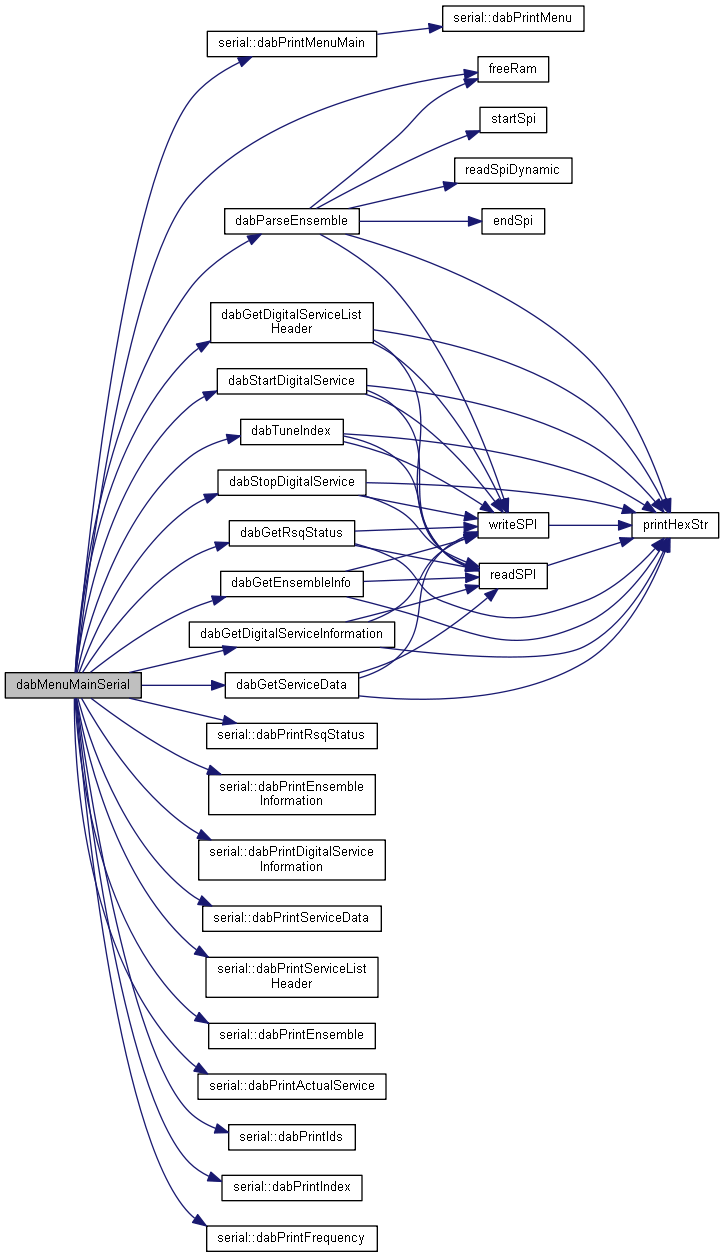 serial::dabPrintMenu
serial::dabPrintMenuMain
freeRam
startSpi
readSpiDynamic
dabParseEnsemble
endSpi
dabGetDigitalServiceList
Header
dabStartDigitalService
dabTuneIndex
dabStopDigitalService
dabGetRsqStatus
writeSPI
printHexStr
dabGetEnsembleInfo
readSPI
dabGetDigitalServiceInformation
dabMenuMainSerial
dabGetServiceData
serial::dabPrintRsqStatus
serial::dabPrintEnsemble
Information
serial::dabPrintDigitalService
Information
serial::dabPrintServiceData
serial::dabPrintServiceList
Header
serial::dabPrintEnsemble
serial::dabPrintActualService
serial::dabPrintIds
serial::dabPrintIndex
serial::dabPrintFrequency